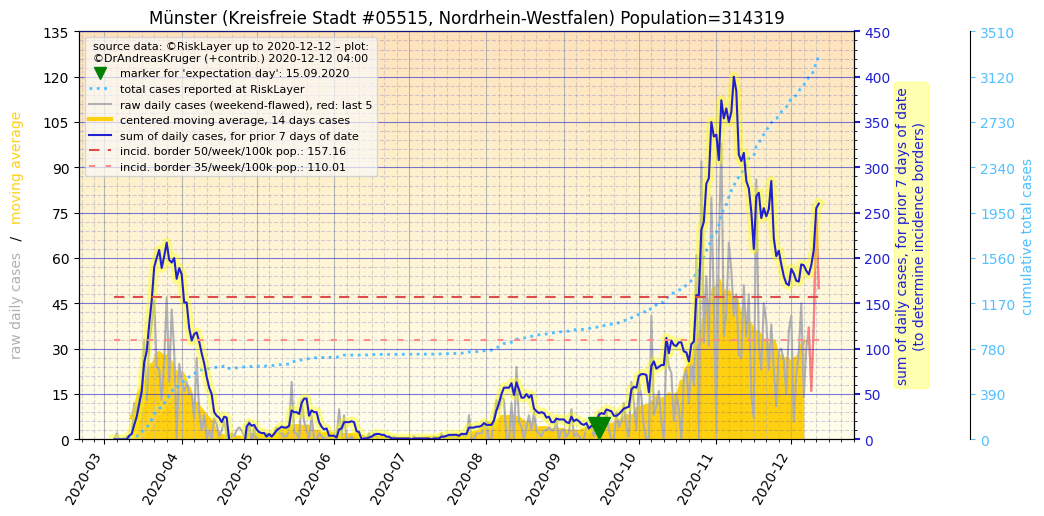 Münster (Kreisfreie Stadt #05515, Nordrhein-Westfalen) Population=314319
source data: ©RiskLayer up to 2020-12-12 – plot:
©DrAndreasKruger (+contrib.) 2020-12-12 04:00
marker for 'expectation day': 15.09.2020
total cases reported at RiskLayer
raw daily cases (weekend-flawed), red: last 5
centered moving average, 14 days cases
sum of daily cases, for prior 7 days of date
incid. border 50/week/100k pop.: 157.16
incid. border 35/week/100k pop.: 110.01
raw daily cases / moving average
135
120
105
90
75
60
45
30
15
0
2020-03
2020-04
2020-05
2020-06
2020-07
2020-08
2020-09
2020-10
2020-11
2020-12
450
400
350
300
250
200
150
100
50
0
sum of daily cases, for prior 7 days of date
(to determine incidence borders)
3510
3120
2730
2340
1950
1560
1170
780
390
0
cumulative total cases